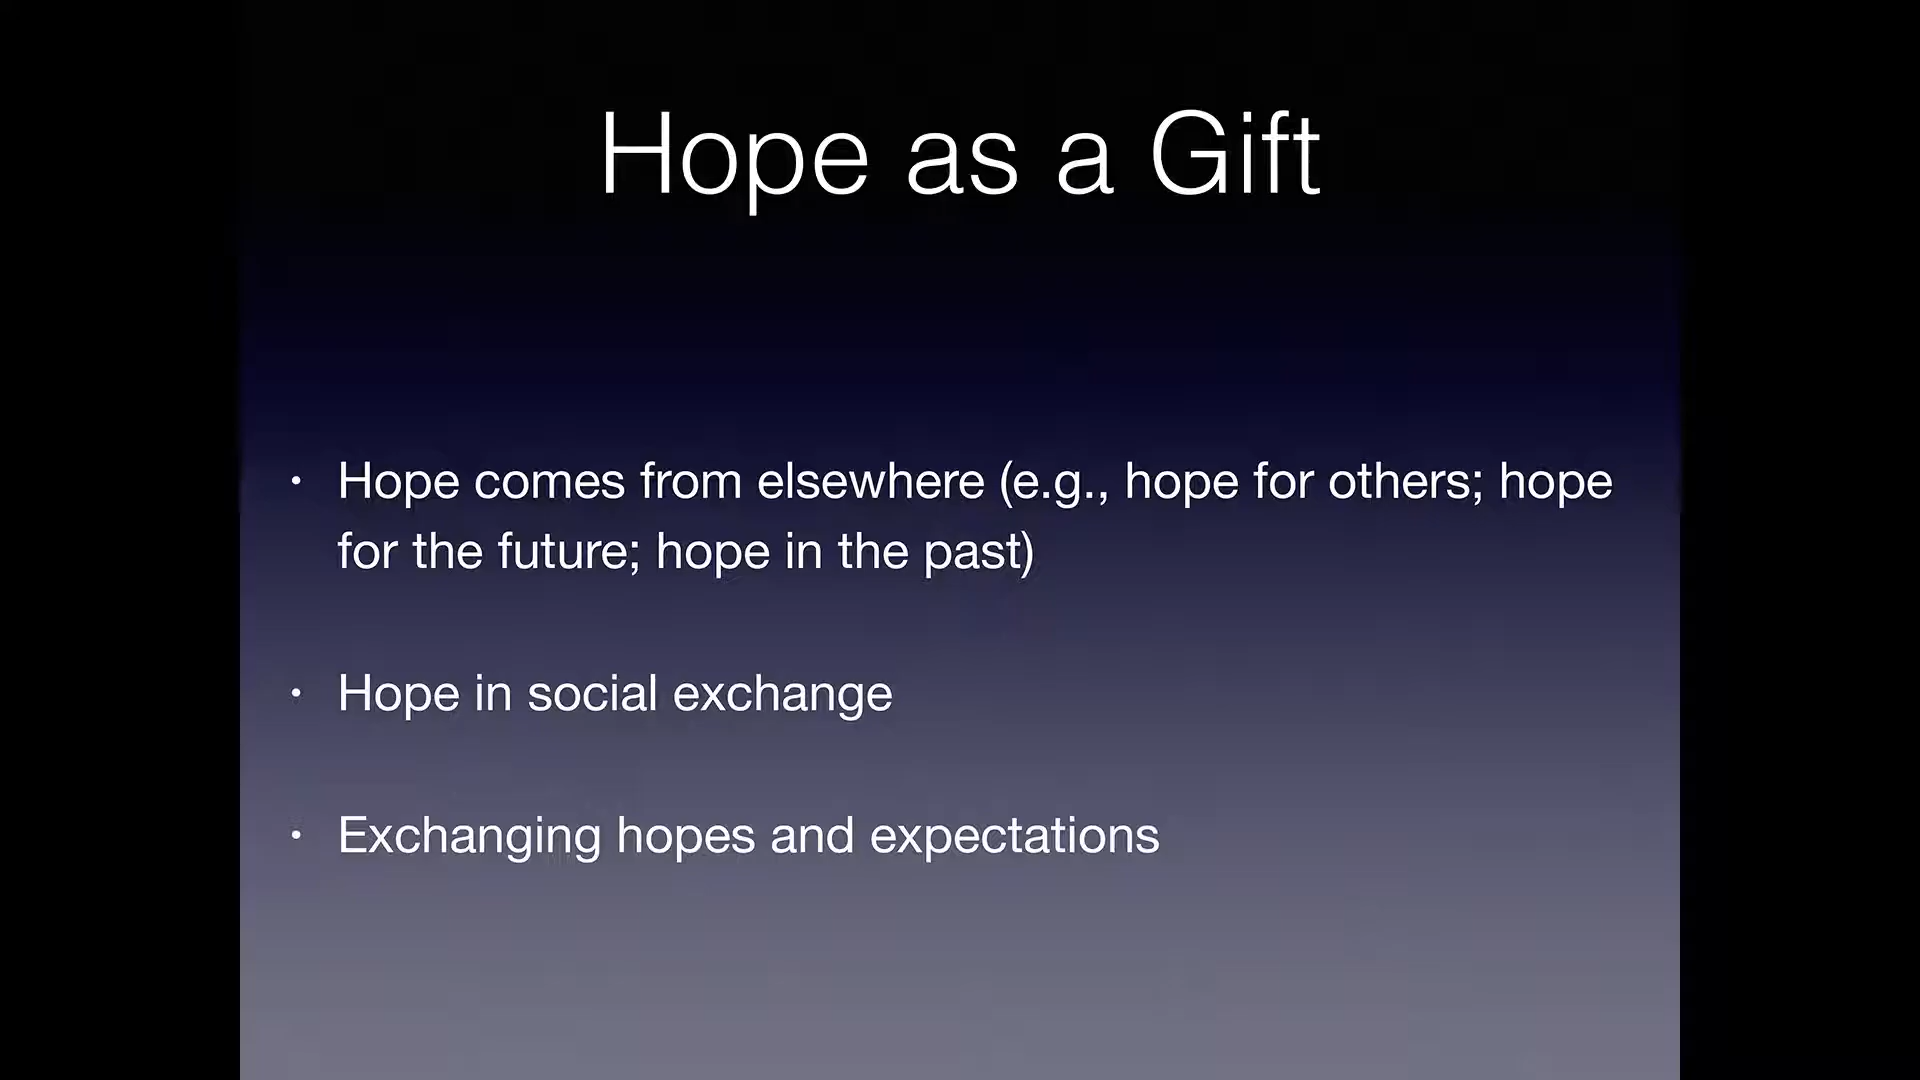 Hope as a Gift
• Hope comes from elsewhere (e.g., hope for others; hope
for the future; hope in the past)
• Hope in social exchange
• Exchanging hopes and expectations